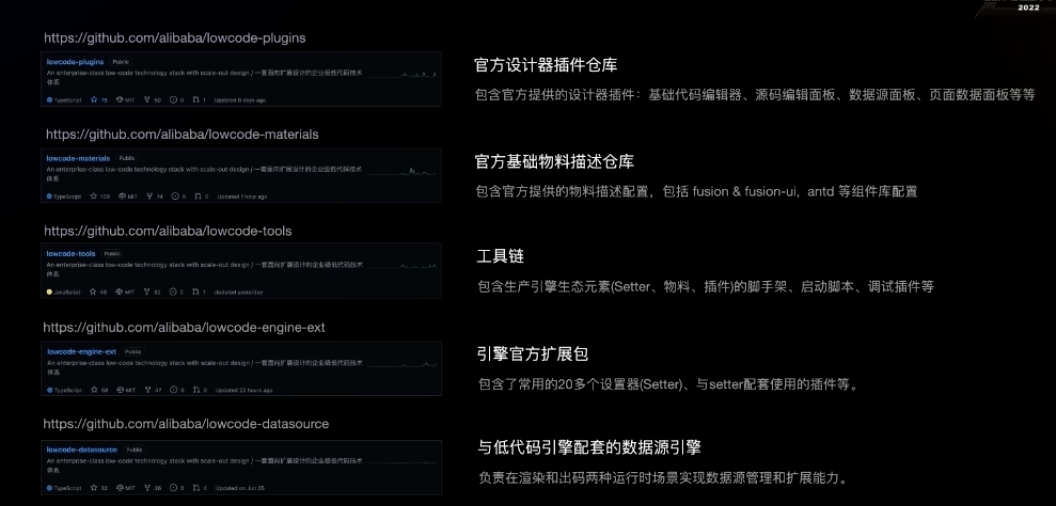 2022
https://github.com/alibaba/lowcode-plugins
lowcode-plugins Public
An enterprise-class low-code technology stack with scale-out design / 一套面向扩展设计的企业级低代码技术
体系
TypeScript 76 MIT 50 0 1 Updated 6 days ago
官方设计器插件仓库
包含官方提供的设计器插件：基础代码编辑器、源码编辑面板、数据源面板、页面数据面板等等
https://github.com/alibaba/lowcode-materials
lowcode-materials Public
An enterprise-class low-code technology stack with scale-out design / 一套面向扩展设计的企业级低代码技术
体系
TypeScript 100 MIT 74 0 0 Updated 1 hour ago
官方基础物料描述仓库
包含官方提供的物料描述配置，包括 fusion & fusion-ui，antd 等组件库配置
https://github.com/alibaba/lowcode-tools
lowcode-tools Public
An enterprise-class low-code technology stack with scale-out design / 一套面向扩展设计的企业级低代码技术
体系
JavaScript MIT 1 Updated yesterday
工具链
包含生产引擎生态元素(Setter、物料、插件)的脚手架、启动脚本、调试插件等
https://github.com/alibaba/lowcode-engine-ext
lowcode-engine-ext Public
An enterprise-class low-code technology stack with scale-out design / 一套面向扩展设计的企业级低代码技术
体系
TypeScript MIT 47 0 Updated 22 hours ago
引擎官方扩展包
包含了常用的20多个设置器(Setter)、与setter配套使用的插件等。
https://github.com/alibaba/lowcode-datasource
lowcode-datasource Public
An enterprise-class low-code technology stack with scale-out design / 一套面向扩展设计的企业级低代码技术
体系
TypeScript 32 MIT 26 0 4 Updated on Jun 25
与低代码引擎配套的数据源引擎
负责在渲染和出码两种运行时场景实现数据源管理和扩展能力。